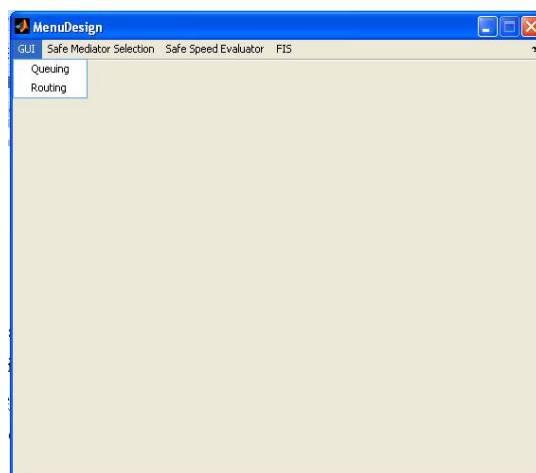 MenuDesign
GUI Safe Mediator Selection Safe Speed Evaluator FIS
Queuing
Routing